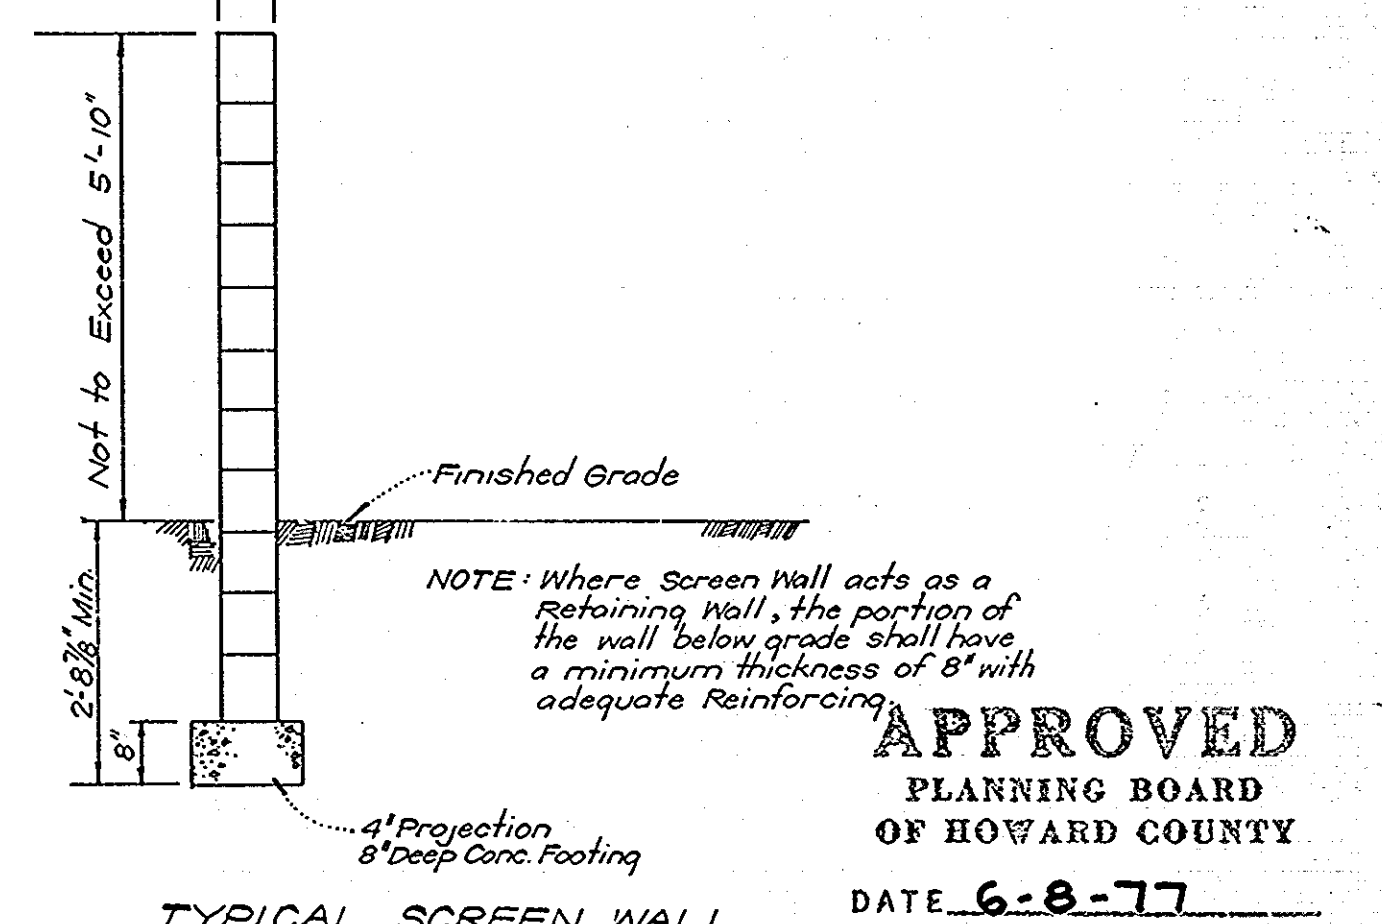 Not to Exceed 5'-10"
Finished Grade
2'-8⅞" Min.
8"
NOTE: Where Screen Wall acts as a
Retaining Wall, the portion of
the wall below grade shall have
a minimum thickness of 8" with
adequate Reinforcing.
4" Projection
8" Deep Conc. Footing
TYPICAL SCREEN WALL
APPROVED
PLANNING BOARD
OF HOWARD COUNTY
DATE 6-8-77